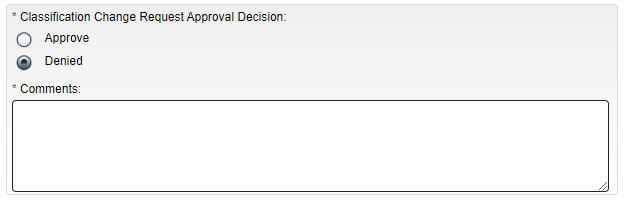 * Classification Change Request Approval Decision:
Approve
Denied
* Comments: